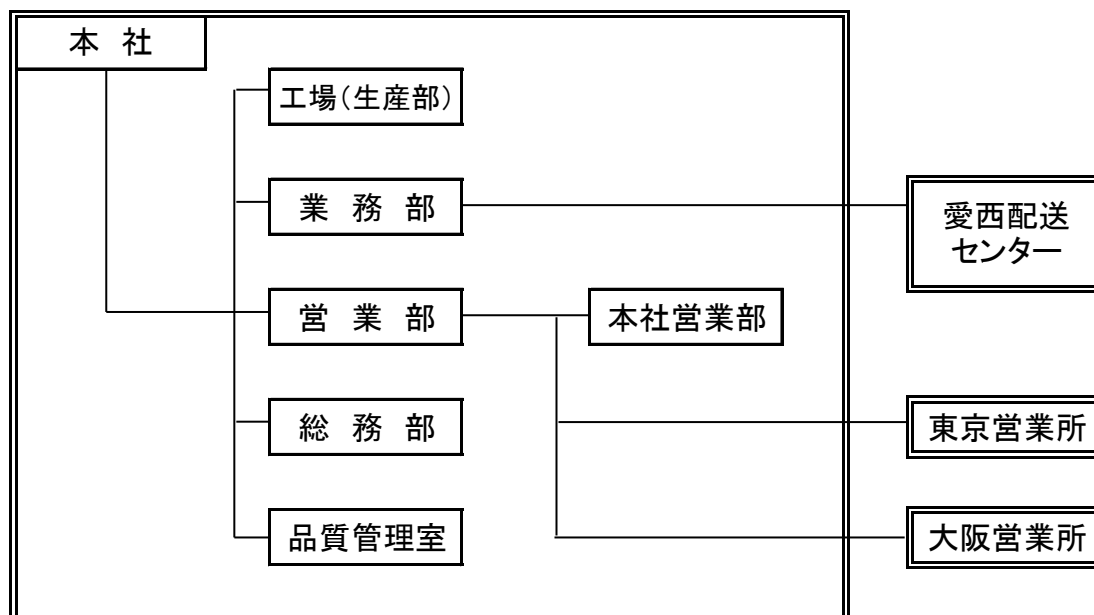 本 社
工場(生産部)
業 務 部
愛西配送
センター
営 業 部
本社営業部
総 務 部
東京営業所
品質管理室
大阪営業所